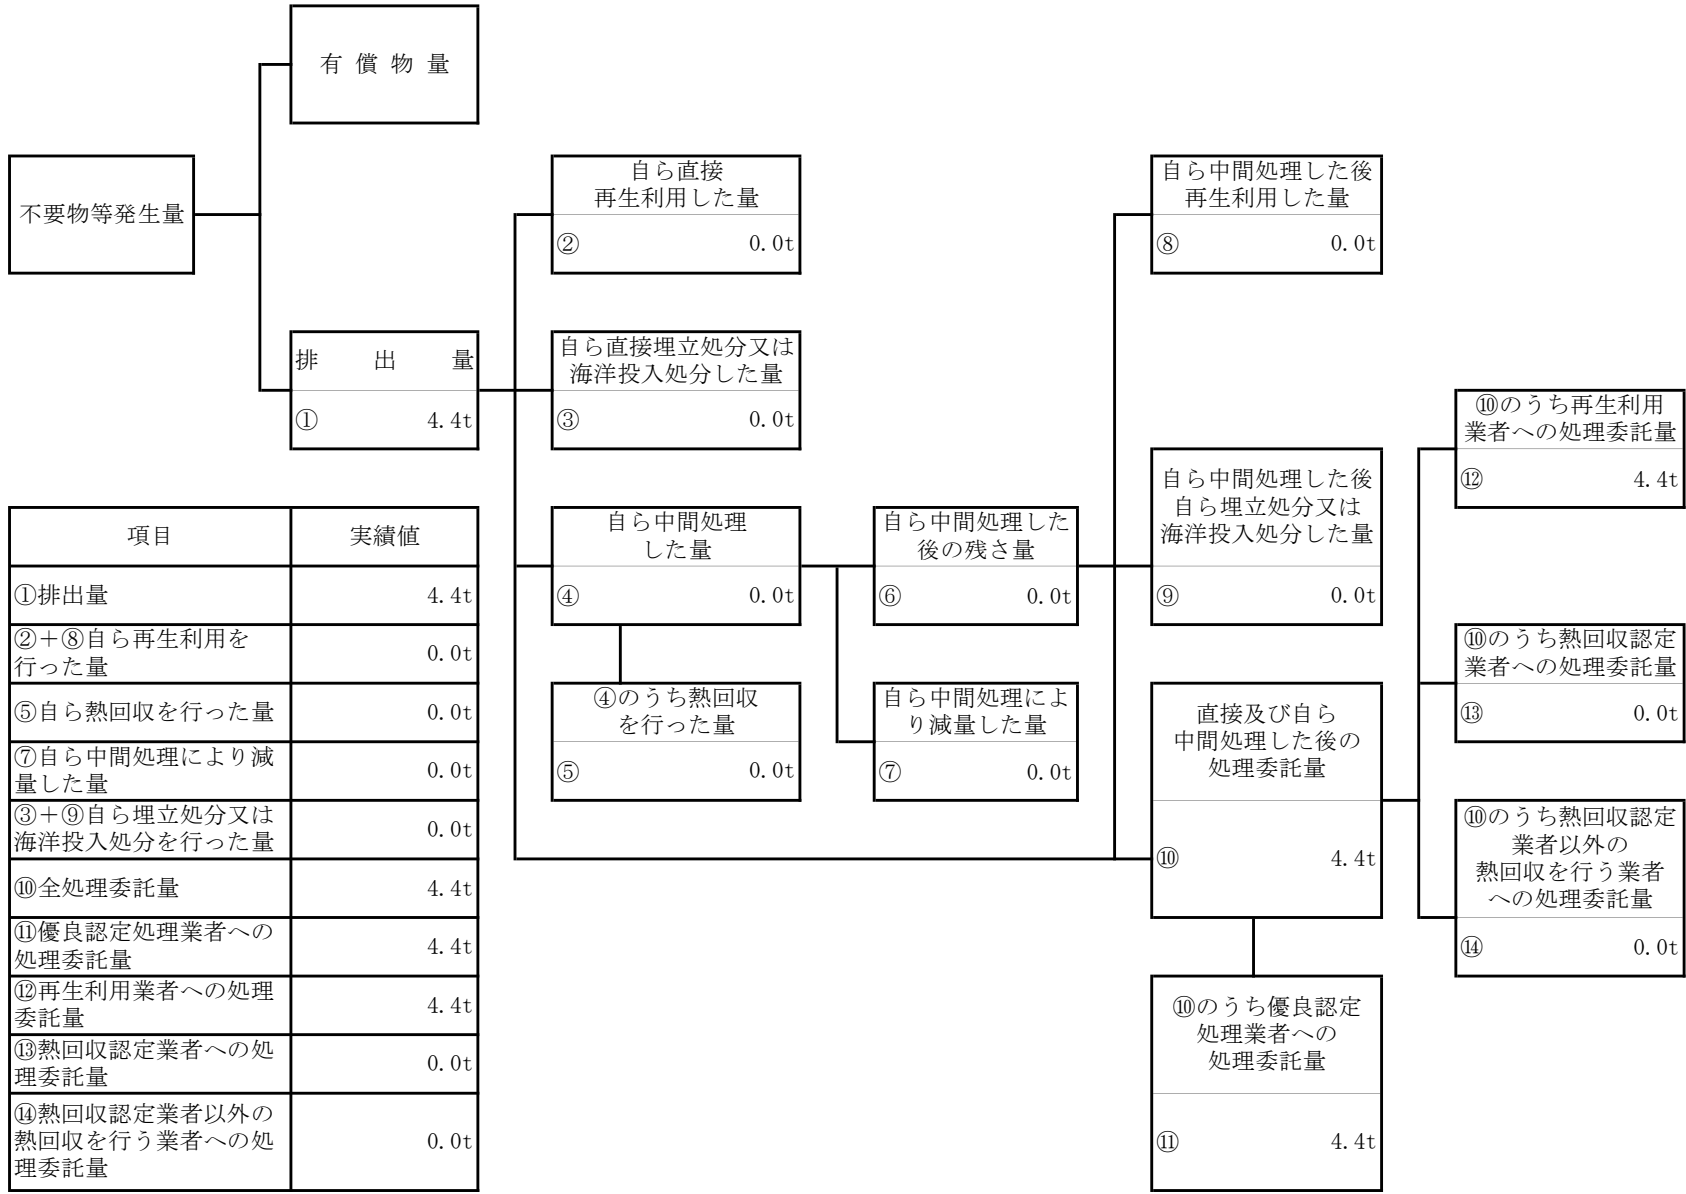 有 償 物 量
不要物等発生量
排 出 量
① 4.4t
自ら直接
再生利用した量
② 0.0t
自ら直接埋立処分又は
海洋投入処分した量
③ 0.0t
自ら中間処理
した量
④ 0.0t
④のうち熱回収
を行った量
⑤ 0.0t
自ら中間処理した
後の残さ量
⑥ 0.0t
自ら中間処理によ
り減量した量
⑦ 0.0t
自ら中間処理した後
再生利用した量
⑧ 0.0t
自ら中間処理した後
自ら埋立処分又は
海洋投入処分した量
⑨ 0.0t
直接及び自ら
中間処理した後の
処理委託量
⑩ 4.4t
⑩のうち優良認定
処理業者への
処理委託量
⑪ 4.4t
⑩のうち再生利用
業者への処理委託量
⑫ 4.4t
⑩のうち熱回収認定
業者への処理委託量
⑬ 0.0t
⑩のうち熱回収認定
業者以外の
熱回収を行う業者
への処理委託量
⑭ 0.0t
項目 実績値
①排出量 4.4t
②+⑧自ら再生利用を
行った量 0.0t
⑤自ら熱回収を行った量 0.0t
⑦自ら中間処理により減
量した量 0.0t
③+⑨自ら埋立処分又は
海洋投入処分を行った量 0.0t
⑩全処理委託量 4.4t
⑪優良認定処理業者への
処理委託量 4.4t
⑫再生利用業者への処理
委託量 4.4t
⑬熱回収認定業者への処
理委託量 0.0t
⑭熱回収認定業者以外の
熱回収を行う業者への処
理委託量 0.0t